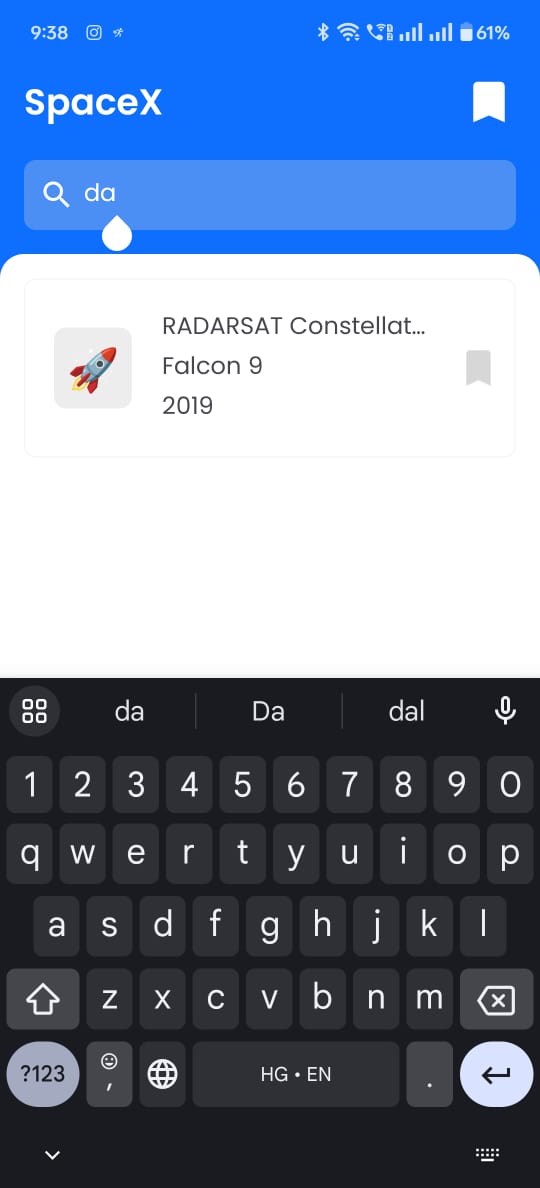 9:38
61%
SpaceX
da
RADARSAT Constellat...
Falcon 9
2019
da Da dal
1 2 3 4 5 6 7 8 9 0
q w e r t y u i o p
a s d f g h j k l
z x c v b n m
?123 , HG • EN .